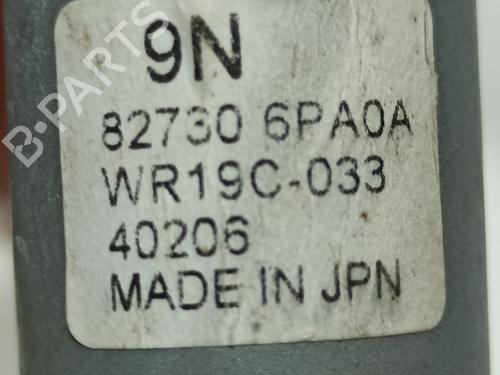 B-PARTS
9N
82730 6PA0A
WR19C-033
40206
MADE IN JPN